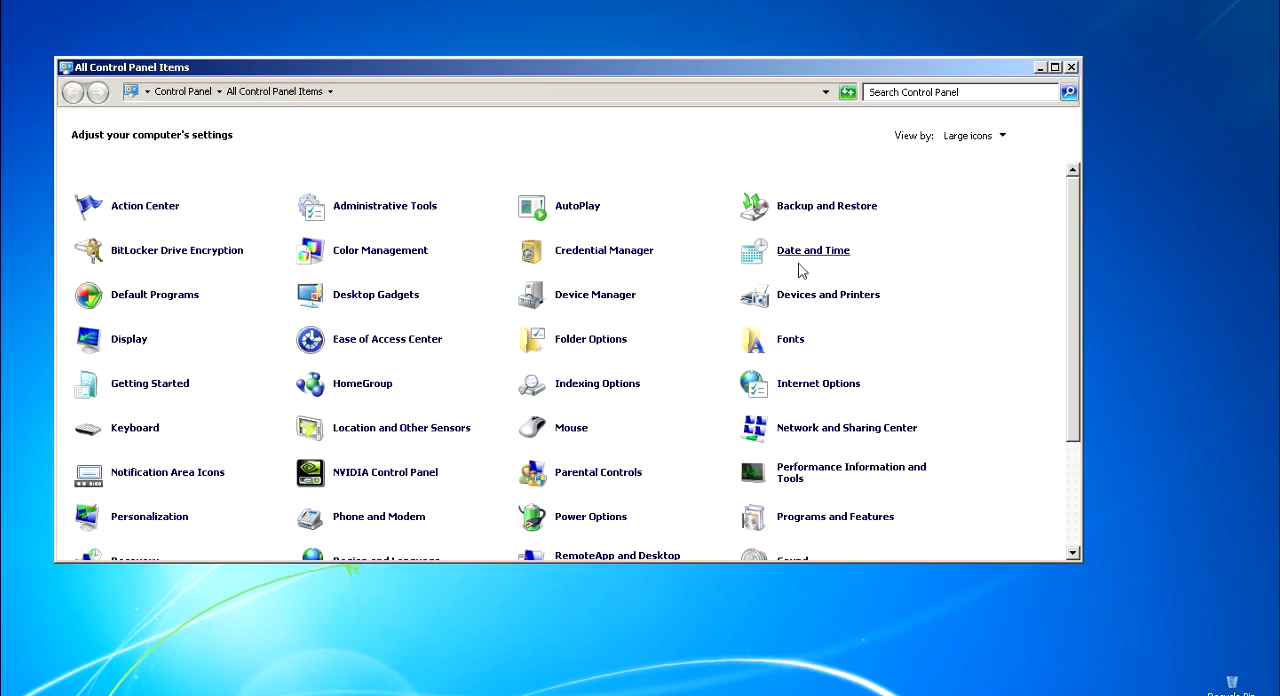 All Control Panel Items
Control Panel All Control Panel Items
Search Control Panel
Adjust your computer's settings
View by: Large icons
Action Center
Administrative Tools
AutoPlay
Backup and Restore
BitLocker Drive Encryption
Color Management
Credential Manager
Date and Time
Default Programs
Desktop Gadgets
Device Manager
Devices and Printers
Display
Ease of Access Center
Folder Options
Fonts
Getting Started
HomeGroup
Indexing Options
Internet Options
Keyboard
Location and Other Sensors
Mouse
Network and Sharing Center
Notification Area Icons
NVIDIA Control Panel
Parental Controls
Performance Information and
Tools
Personalization
Phone and Modem
Power Options
Programs and Features
Recovery
Region and Language
RemoteApp and Desktop
Sound
Recycle Bin